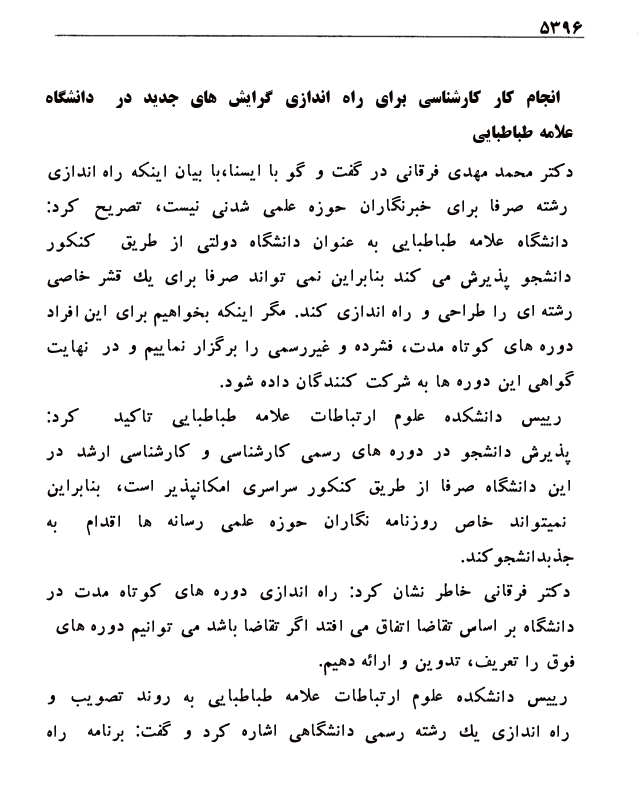 ۵۳۹۶
انجام کار کارشناسی برای راه اندازی گرایش های جدید در دانشگاه
علامه طباطبایی
دکتر محمد مهدی فرقانی در گفت و گو با ایسنا،با بیان اینکه راه اندازی
رشته صرفا برای خبرنگاران حوزه علمی شدنی نیست، تصریح کرد:
دانشگاه علامه طباطبایی به عنوان دانشگاه دولتی از طریق کنکور
دانشجو پذیرش می کند بنابراین نمی تواند صرفا برای یك قشر خاصی
رشته ای را طراحی و راه اندازی کند. مگر اینکه بخواهیم برای این افراد
دوره های کوتاه مدت، فشرده و غیررسمی را برگزار نماییم و در نهایت
گواهی این دوره ها به شرکت کنندگان داده شود.
رییس دانشکده علوم ارتباطات علامه طباطبایی تاکید کرد:
پذیرش دانشجو در دوره های رسمی کارشناسی و کارشناسی ارشد در
این دانشگاه صرفا از طریق کنکور سراسری امکانپذیر است، بنابراین
نمیتواند خاص روزنامه نگاران حوزه علمی رسانه ها اقدام به
جذبدانشجوکند.
دکتر فرقانی خاطر نشان کرد: راه اندازی دوره های کوتاه مدت در
دانشگاه بر اساس تقاضا اتفاق می افتد اگر تقاضا باشد می توانیم دوره های
فوق را تعریف، تدوین و ارائه دهیم.
رییس دانشکده علوم ارتباطات علامه طباطبایی به روند تصویب و
راه اندازی یك رشته رسمی دانشگاهی اشاره کرد و گفت: برنامه راه